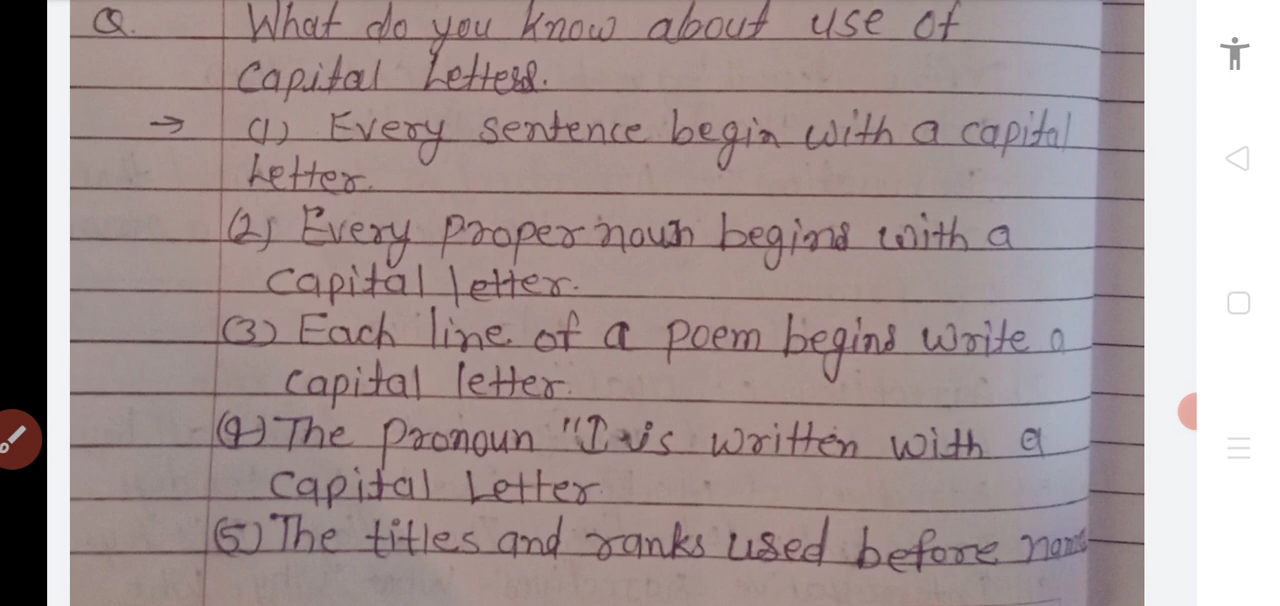 Q. What do you know about use of
Capital Letters.
→ (1) Every sentence begin with a capital
Letter.
(2) Every proper noun begins with a
capital letter.
(3) Each line of a poem begins write a
capital letter.
(4) The pronoun "I" is written with a
capital Letter
(5) The titles and ranks used before name